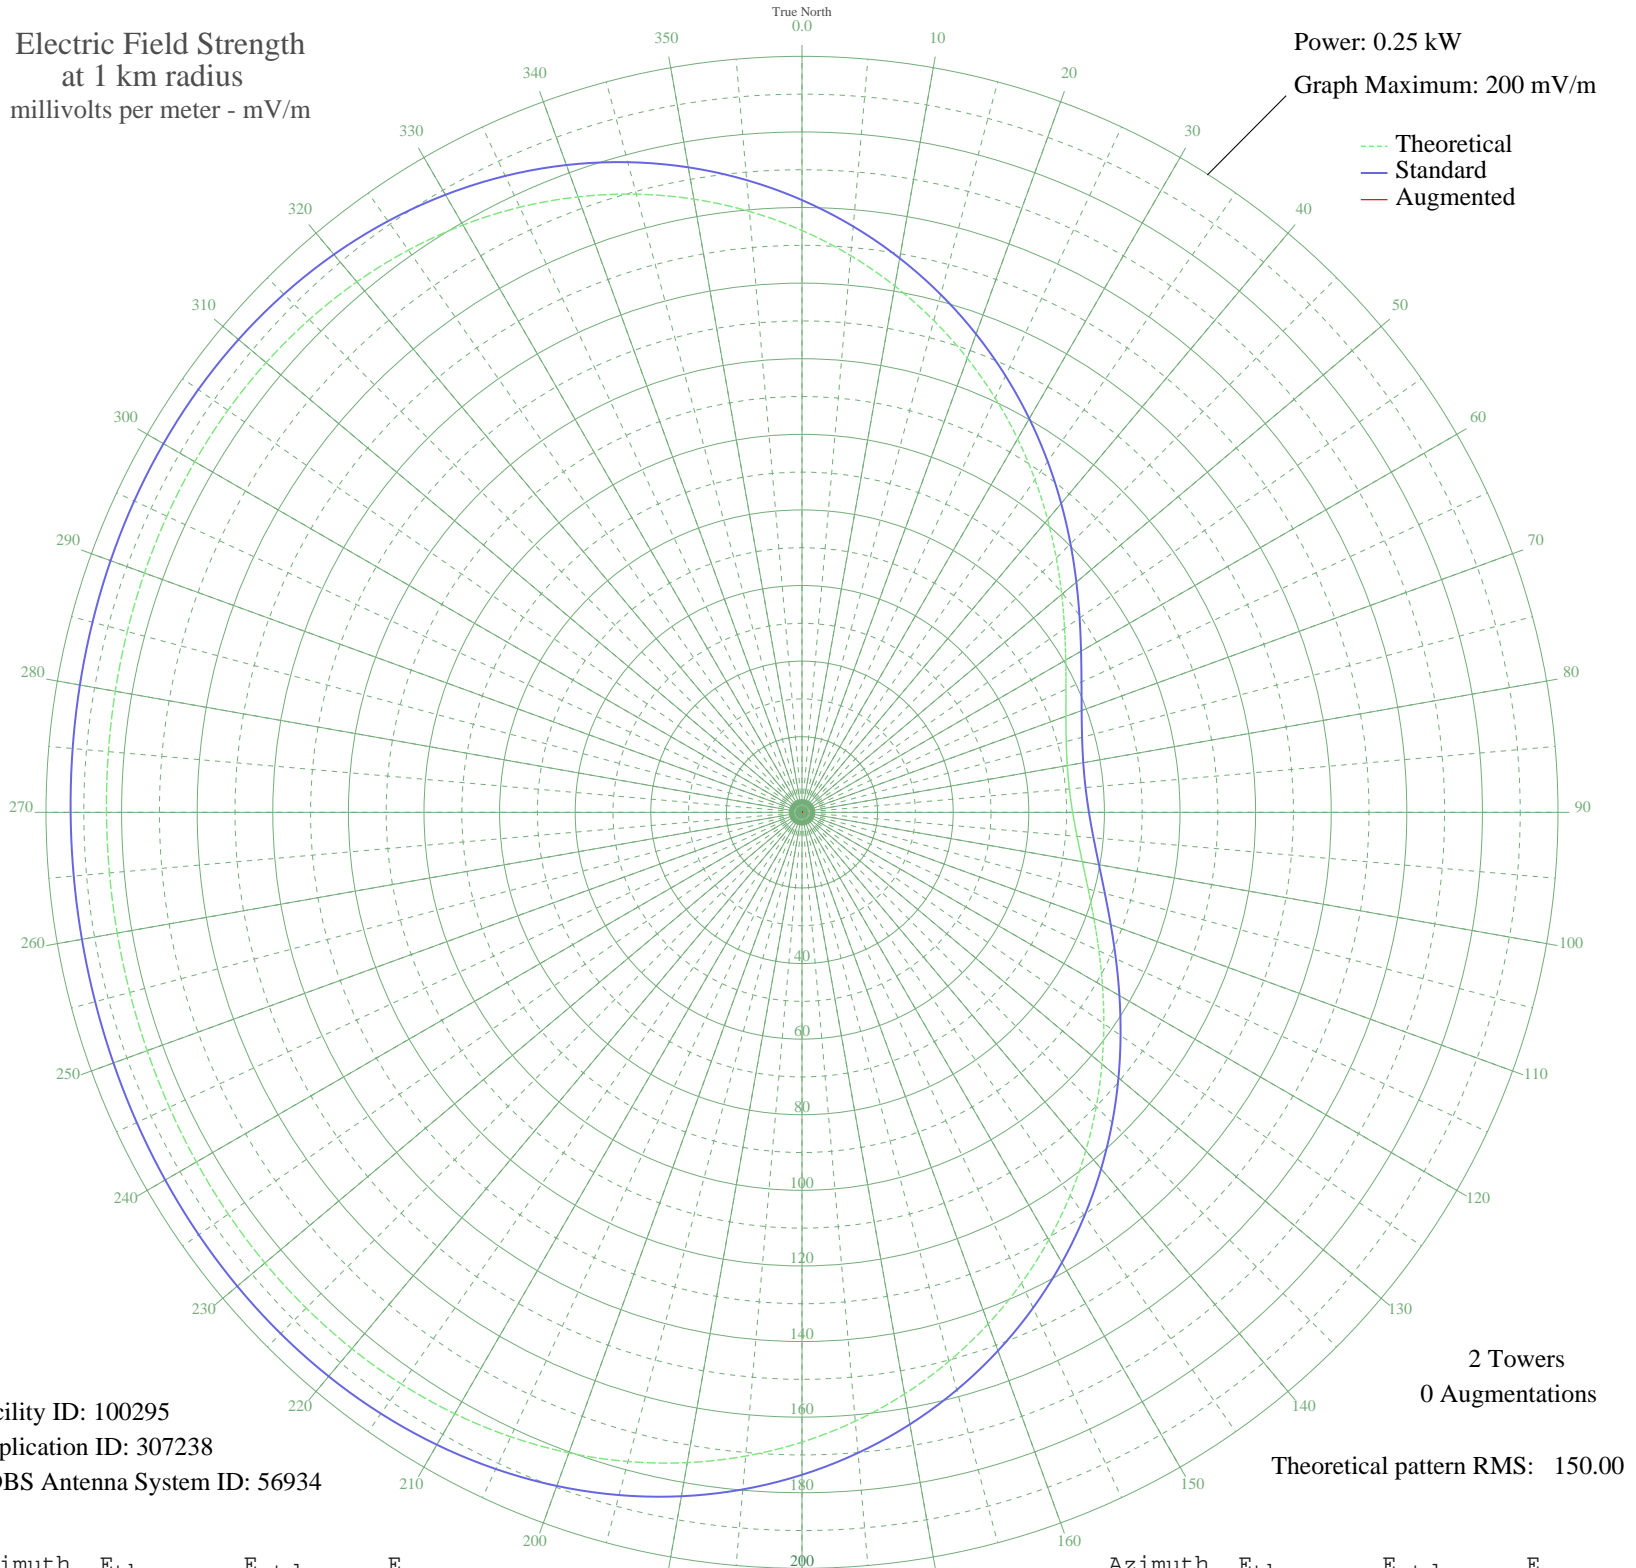 True North
0.0
Electric Field Strength
at 1 km radius
millivolts per meter - mV/m
Power: 0.25 kW
Graph Maximum: 200 mV/m
Theoretical
Standard
Augmented
10
20
30
40
50
60
70
80
90
100
110
120
130
140
150
160
200
210
220
230
240
250
260
270
280
290
300
310
320
330
340
350
40
60
80
100
120
140
160
180
200
2 Towers
0 Augmentations
Theoretical pattern RMS: 150.00
cility ID: 100295
plication ID: 307238
DBS Antenna System ID: 56934
imuth
Azimuth